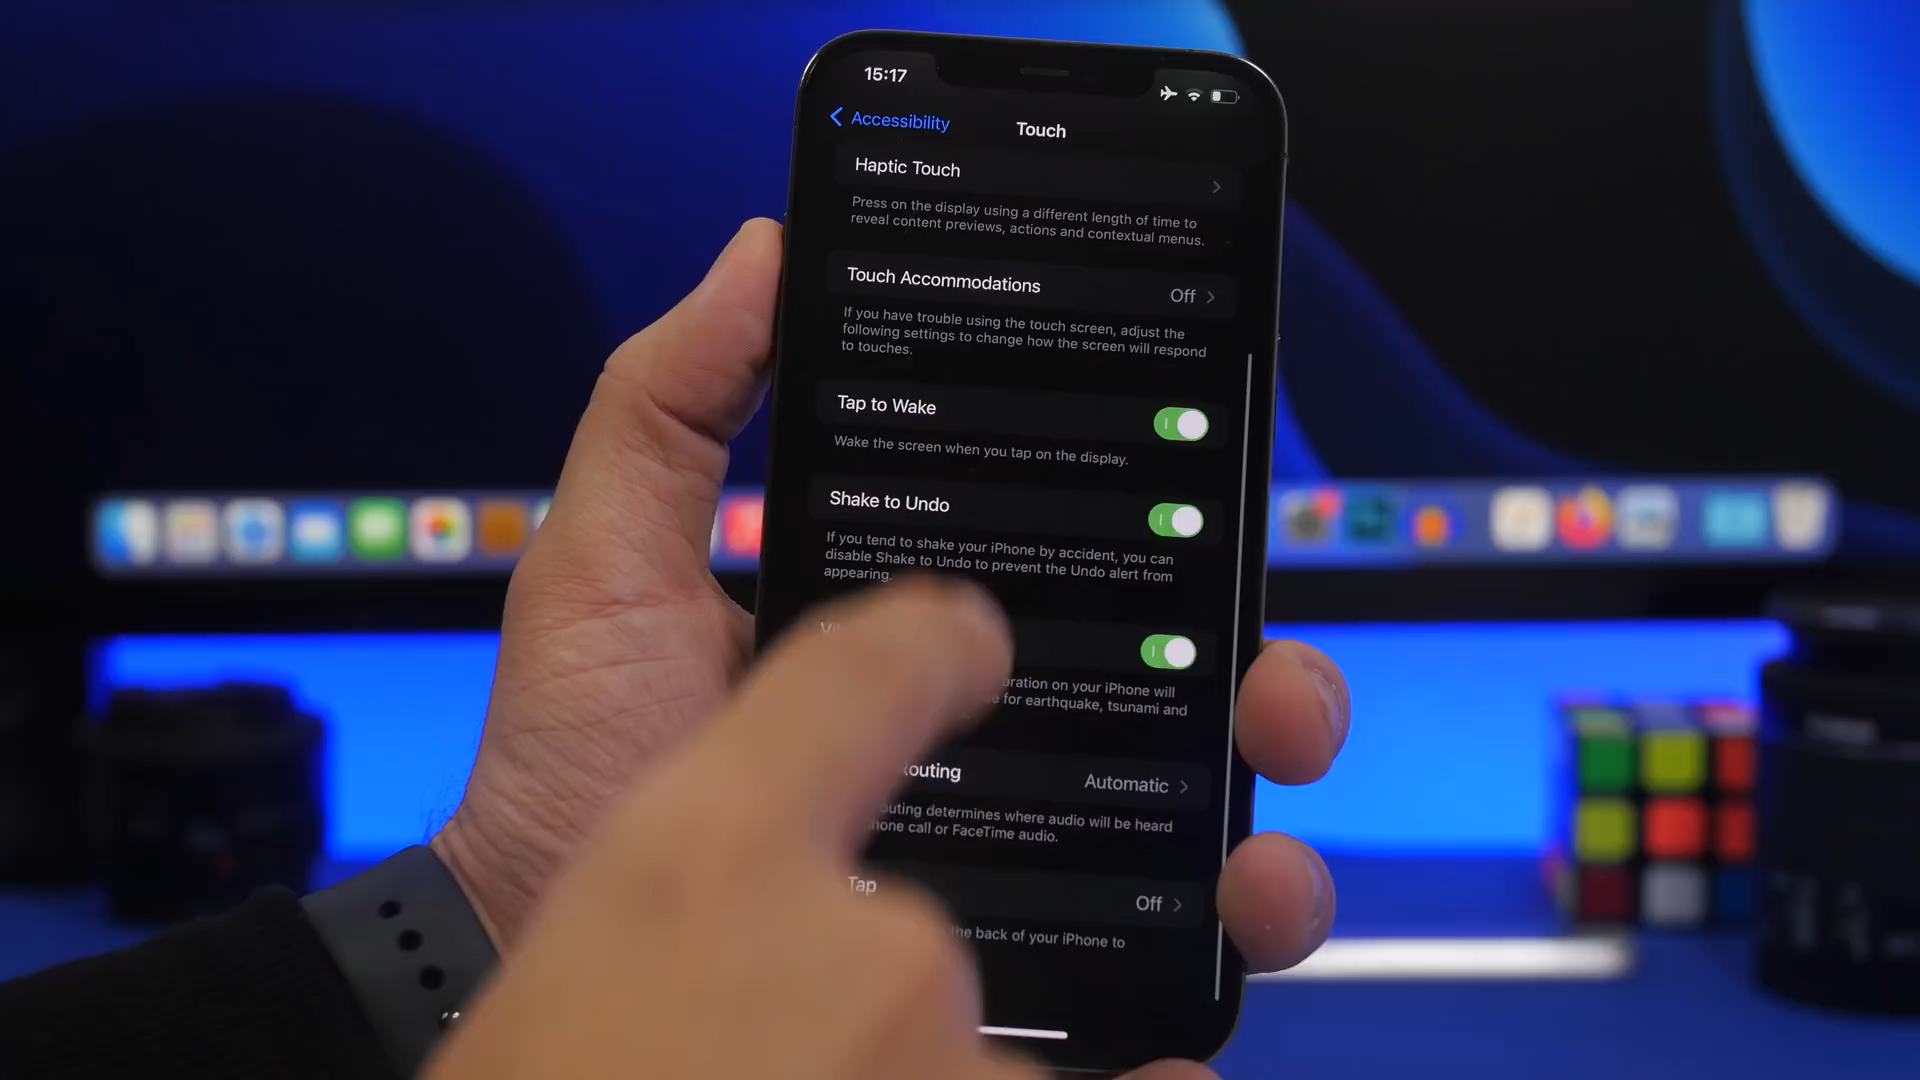 15:17
Accessibility
Touch
Haptic Touch
Press on the display using a different length of time to
reveal content previews, actions and contextual menus.
Touch Accommodations
Off
If you have trouble using the touch screen, adjust the
following settings to change how the screen will respond
to touches.
Tap to Wake
Wake the screen when you tap on the display.
Shake to Undo
If you tend to shake your iPhone by accident, you can
disable Shake to Undo to prevent the Undo alert from
appearing.
on your iPhone will
for earthquake, tsunami and
Routing
Automatic
determines where audio will be heard
call or FaceTime audio.
Tap
Off
the back of your iPhone to